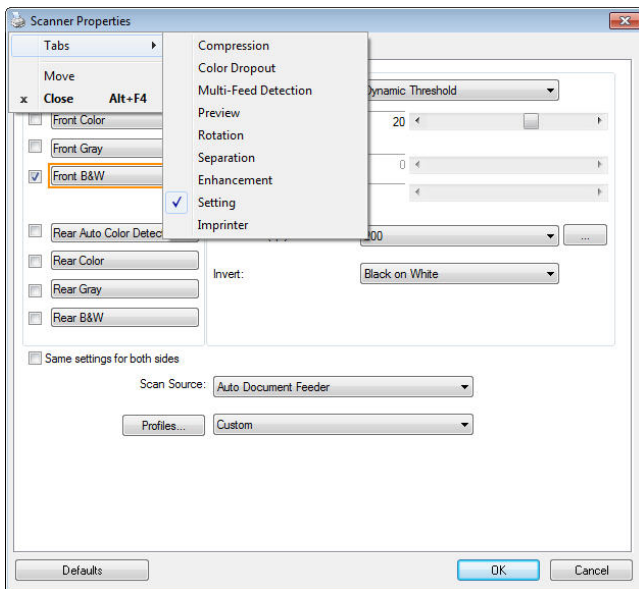 Scanner Properties
Tabs
Move
x Close Alt+F4
Compression
Color Dropout
Multi-Feed Detection
Preview
Rotation
Separation
Enhancement
Setting
Imprinter
Dynamic Threshold
Front Color
20
Front Gray
0
Front B&W
Rear Auto Color Detec
200
...
Rear Color
Invert:
Black on White
Rear Gray
Rear B&W
Same settings for both sides
Scan Source:
Auto Document Feeder
Profiles...
Custom
Defaults
OK
Cancel